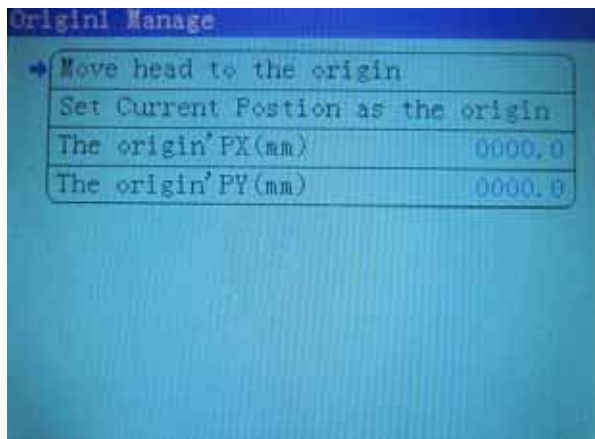 Origin1 Manage
Move head to the origin
Set Current Postion as the origin
The origin'PX(mm) 0000.0
The origin'PY(mm) 0000.0